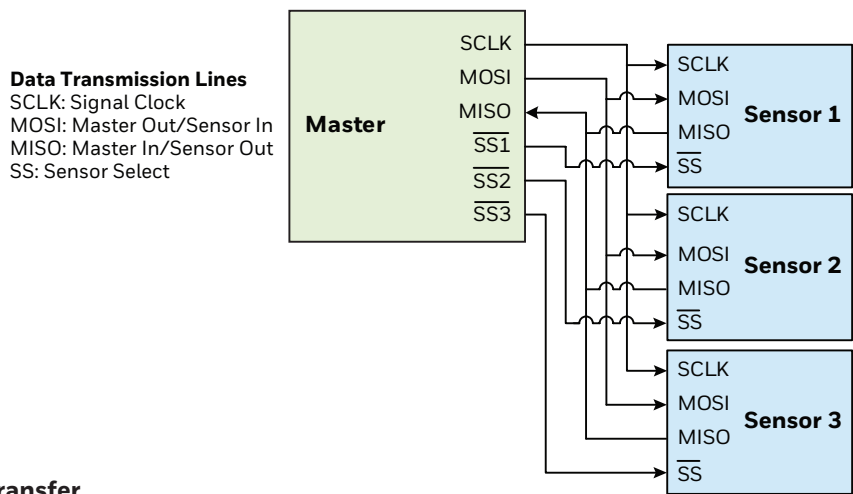 Data Transmission Lines
SCLK: Signal Clock
MOSI: Master Out/Sensor In
MISO: Master In/Sensor Out
SS: Sensor Select
Master
SCLK
MOSI
MISO
SS1
SS2
SS3
SCLK
MOSI
MISO
SS
Sensor 1
SCLK
MOSI
MISO
SS
Sensor 2
SCLK
MOSI
MISO
SS
Sensor 3